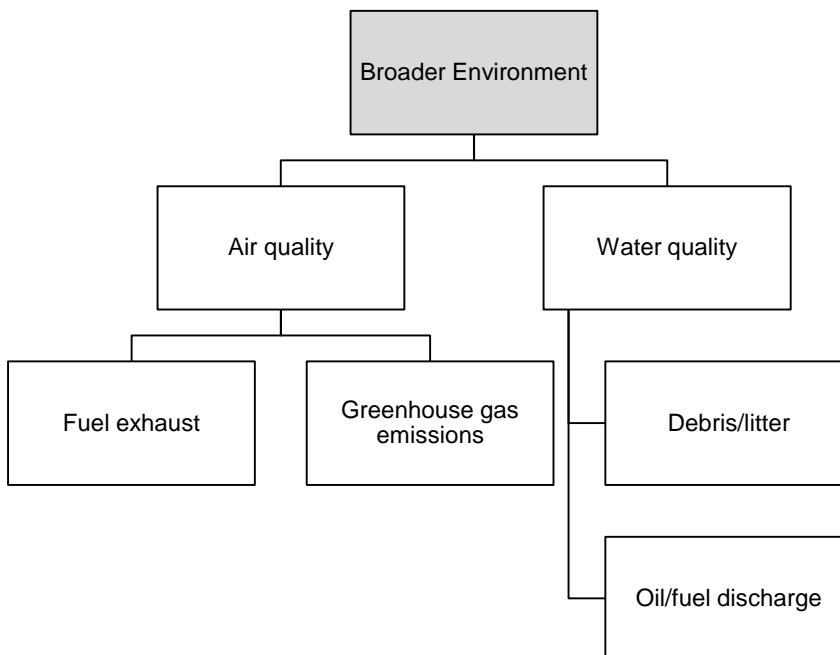 Broader Environment
Air quality
Water quality
Fuel exhaust
Greenhouse gas
emissions
Debris/litter
Oil/fuel discharge